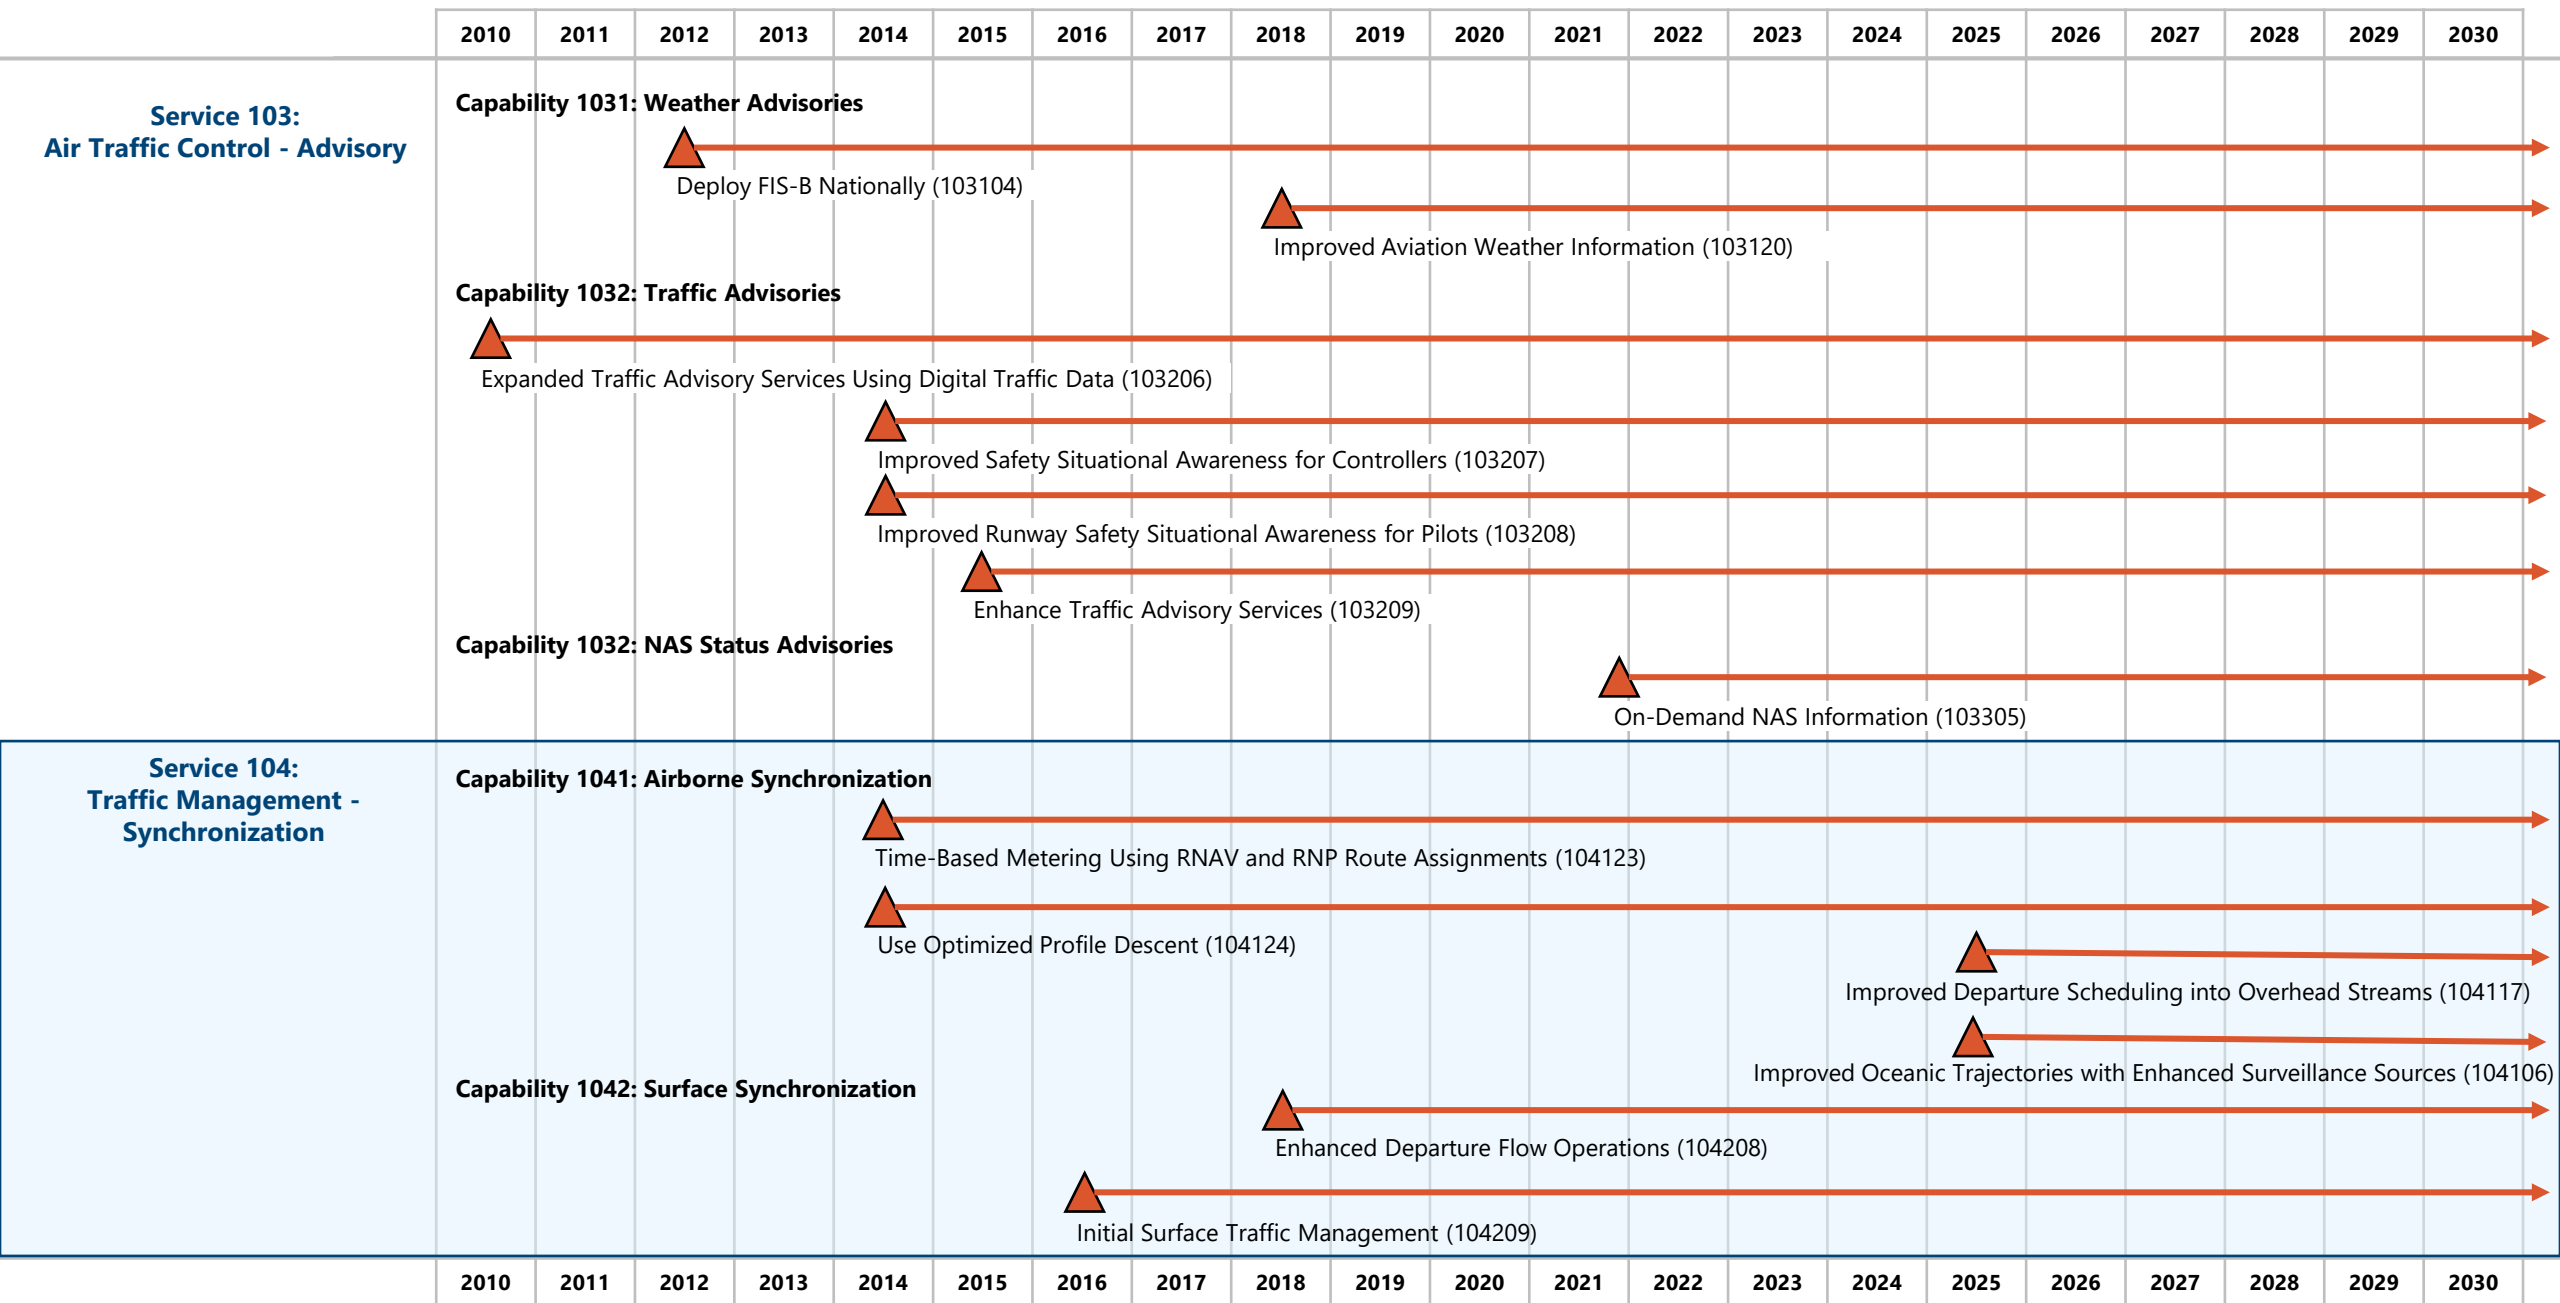 2010 2011 2012 2013 2014 2015 2016 2017 2018 2019 2020 2021 2022 2023 2024 2025 2026 2027 2028 2029 2030
Service 103:
Air Traffic Control - Advisory
Capability 1031: Weather Advisories
Deploy FIS-B Nationally (103104)
Improved Aviation Weather Information (103120)
Capability 1032: Traffic Advisories
Expanded Traffic Advisory Services Using Digital Traffic Data (103206)
Improved Safety Situational Awareness for Controllers (103207)
Improved Runway Safety Situational Awareness for Pilots (103208)
Enhance Traffic Advisory Services (103209)
Capability 1032: NAS Status Advisories
On-Demand NAS Information (103305)
Service 104:
Traffic Management -
Synchronization
Capability 1041: Airborne Synchronization
Time-Based Metering Using RNAV and RNP Route Assignments (104123)
Use Optimized Profile Descent (104124)
Improved Departure Scheduling into Overhead Streams (104117)
Improved Oceanic Trajectories with Enhanced Surveillance Sources (104106)
Capability 1042: Surface Synchronization
Enhanced Departure Flow Operations (104208)
Initial Surface Traffic Management (104209)
2010 2011 2012 2013 2014 2015 2016 2017 2018 2019 2020 2021 2022 2023 2024 2025 2026 2027 2028 2029 2030